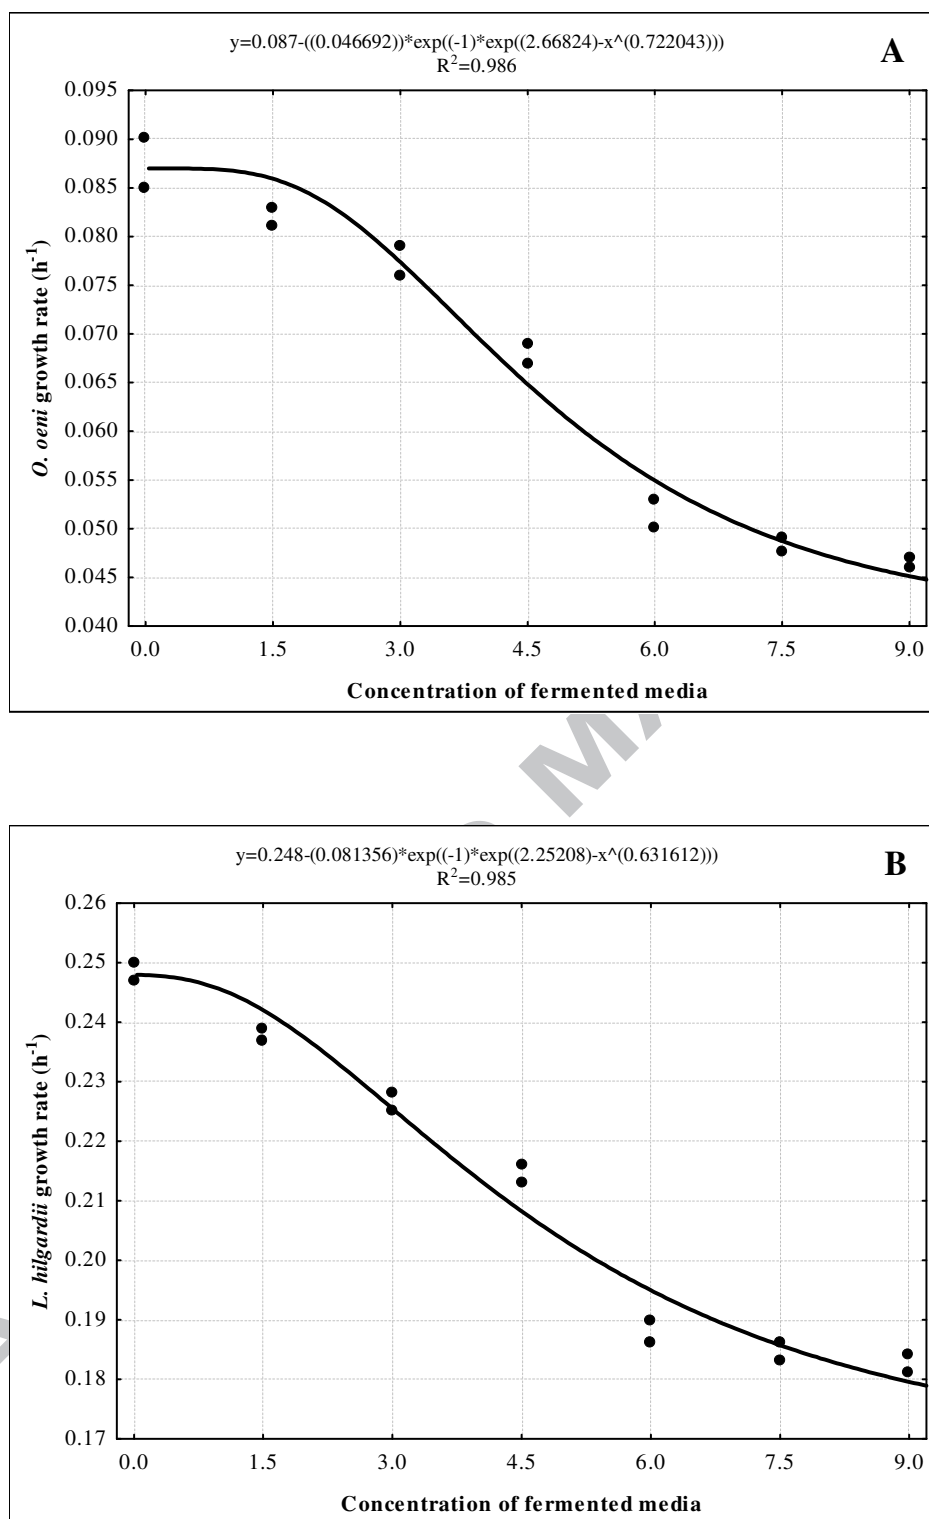 y=0.087-((0.046692))*exp((-1)*exp((2.66824)-x^(0.722043)))
R²=0.986
A
0.095
0.090
0.085
0.080
0.075
0.070
0.065
0.060
0.055
0.050
0.045
0.040
O. oeni growth rate (h⁻¹)
0.0 1.5 3.0 4.5 6.0 7.5 9.0
Concentration of fermented media
y=0.248-(0.081356)*exp((-1)*exp((2.25208)-x^(0.631612)))
R²=0.985
B
0.26
0.25
0.24
0.23
0.22
0.21
0.20
0.19
0.18
0.17
L. hilgardii growth rate (h⁻¹)
0.0 1.5 3.0 4.5 6.0 7.5 9.0
Concentration of fermented media